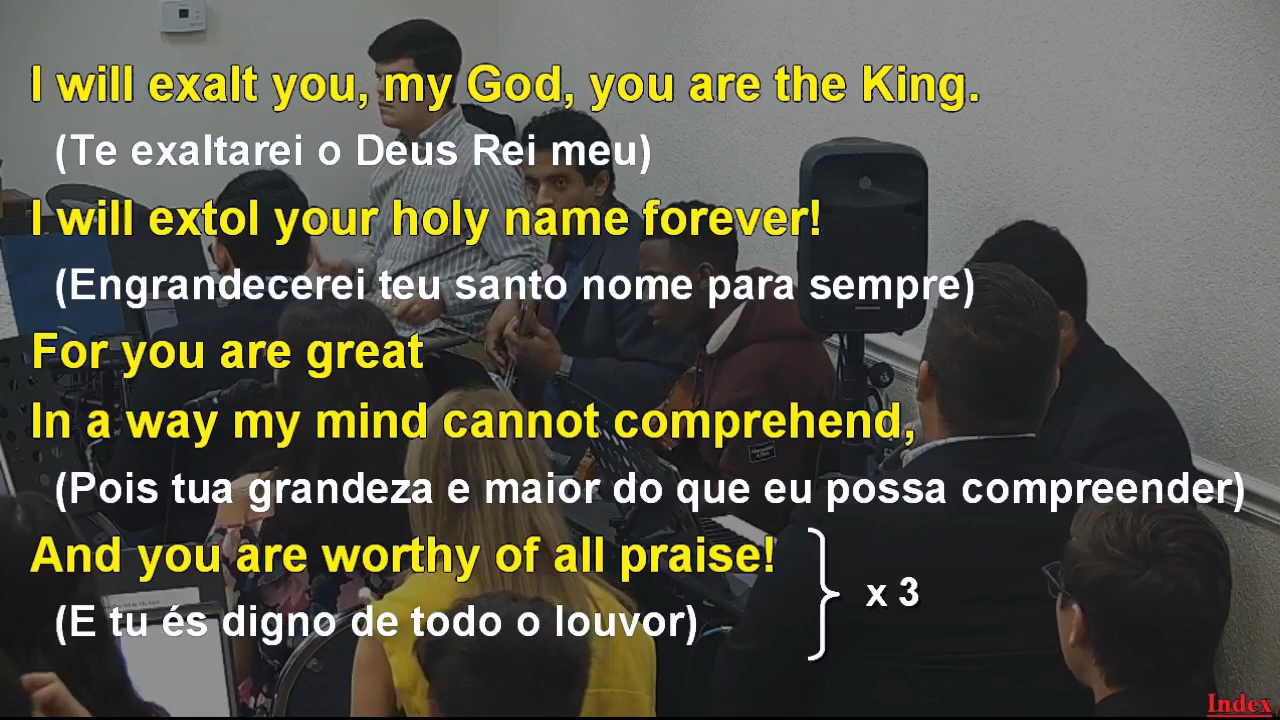 I will exalt you, my God, you are the King.
(Te exaltarei o Deus Rei meu)
I will extol your holy name forever!
(Engrandecerei teu santo nome para sempre)
For you are great
In a way my mind cannot comprehend,
(Pois tua grandeza e maior do que eu possa compreender)
And you are worthy of all praise!
(E tu és digno de todo o louvor)
x 3
Index